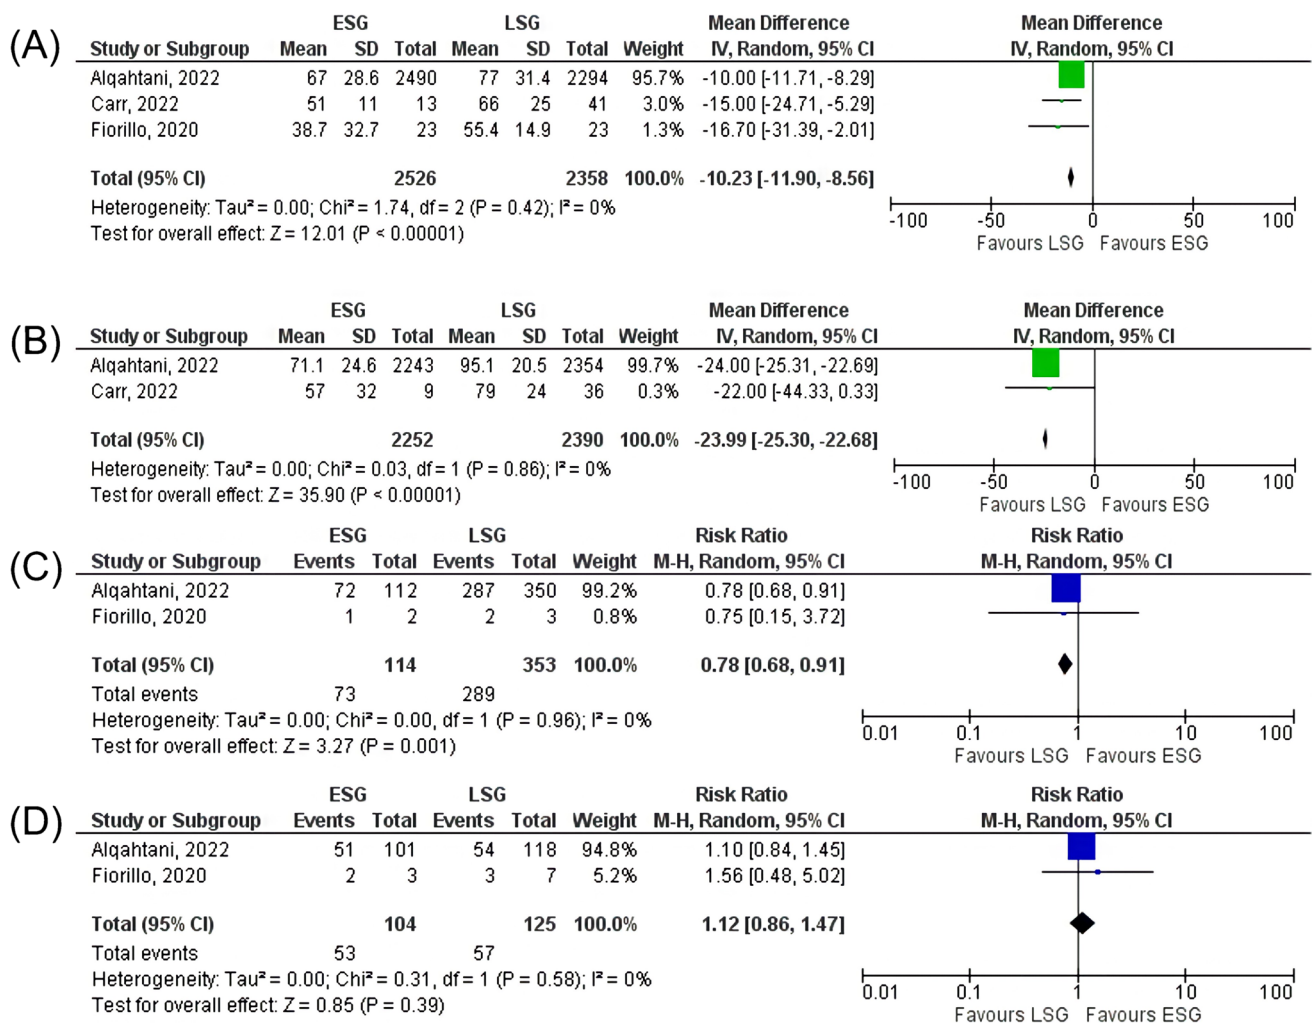 (A)
ESG LSG Mean Difference Mean Difference
Study or Subgroup Mean SD Total Mean SD Total Weight IV, Random, 95% CI IV, Random, 95% CI
Alqahtani, 2022 67 28.6 2490 77 31.4 2294 95.7% -10.00 [-11.71, -8.29]
Carr, 2022 51 11 13 66 25 41 3.0% -15.00 [-24.71, -5.29]
Fiorillo, 2020 38.7 32.7 23 55.4 14.9 23 1.3% -16.70 [-31.39, -2.01]
Total (95% CI) 2526 2358 100.0% -10.23 [-11.90, -8.56]
Heterogeneity: Tau² = 0.00; Chi² = 1.74, df = 2 (P = 0.42); I² = 0%
Test for overall effect: Z = 12.01 (P < 0.00001)
-100 -50 0 50 100
Favours LSG Favours ESG
(B)
ESG LSG Mean Difference Mean Difference
Study or Subgroup Mean SD Total Mean SD Total Weight IV, Random, 95% CI IV, Random, 95% CI
Alqahtani, 2022 71.1 24.6 2243 95.1 20.5 2354 99.7% -24.00 [-25.31, -22.69]
Carr, 2022 57 32 9 79 24 36 0.3% -22.00 [-44.33, 0.33]
Total (95% CI) 2252 2390 100.0% -23.99 [-25.30, -22.68]
Heterogeneity: Tau² = 0.00; Chi² = 0.03, df = 1 (P = 0.86); I² = 0%
Test for overall effect: Z = 35.90 (P < 0.00001)
-100 -50 0 50 100
Favours LSG Favours ESG
(C)
ESG LSG Risk Ratio Risk Ratio
Study or Subgroup Events Total Events Total Weight M-H, Random, 95% CI M-H, Random, 95% CI
Alqahtani, 2022 72 112 287 350 99.2% 0.78 [0.68, 0.91]
Fiorillo, 2020 1 2 2 3 0.8% 0.75 [0.15, 3.72]
Total (95% CI) 114 353 100.0% 0.78 [0.68, 0.91]
Total events 73 289
Heterogeneity: Tau² = 0.00; Chi² = 0.00, df = 1 (P = 0.96); I² = 0%
Test for overall effect: Z = 3.27 (P = 0.001)
0.01 0.1 1 10 100
Favours LSG Favours ESG
(D)
ESG LSG Risk Ratio Risk Ratio
Study or Subgroup Events Total Events Total Weight M-H, Random, 95% CI M-H, Random, 95% CI
Alqahtani, 2022 51 101 54 118 94.8% 1.10 [0.84, 1.45]
Fiorillo, 2020 2 3 3 7 5.2% 1.56 [0.48, 5.02]
Total (95% CI) 104 125 100.0% 1.12 [0.86, 1.47]
Total events 53 57
Heterogeneity: Tau² = 0.00; Chi² = 0.31, df = 1 (P = 0.58); I² = 0%
Test for overall effect: Z = 0.85 (P = 0.39)
0.01 0.1 1 10 100
Favours LSG Favours ESG